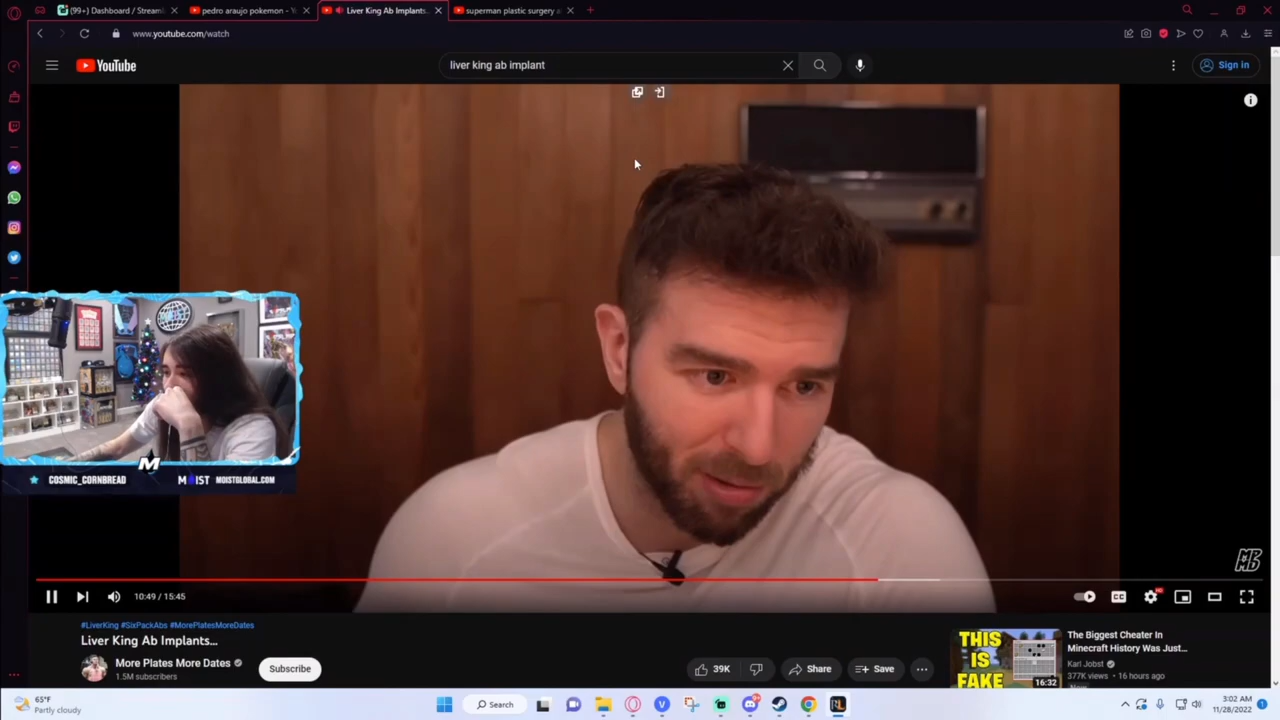 (99+) Dashboard / Streaml
pedro araujo pokemon - Y
Liver King Ab Implants...
superman plastic surgery a
www.youtube.com/watch
YouTube
liver king ab implant
Sign in
COSMIC_CORNBREAD
MOIST
MOISTGLOBAL.COM
10:49 / 15:45
CC
HD
#LiverKing #SixPackAbs #MorePlatesMoreDates
Liver King Ab Implants...
More Plates More Dates
1.5M subscribers
Subscribe
39K
Share
Save
THIS
IS
FAKE
16:32
The Biggest Cheater In
Minecraft History Was Just...
Karl Jobst
377K views • 16 hours ago
65°F
Partly cloudy
Search
3:02 AM
11/28/2022